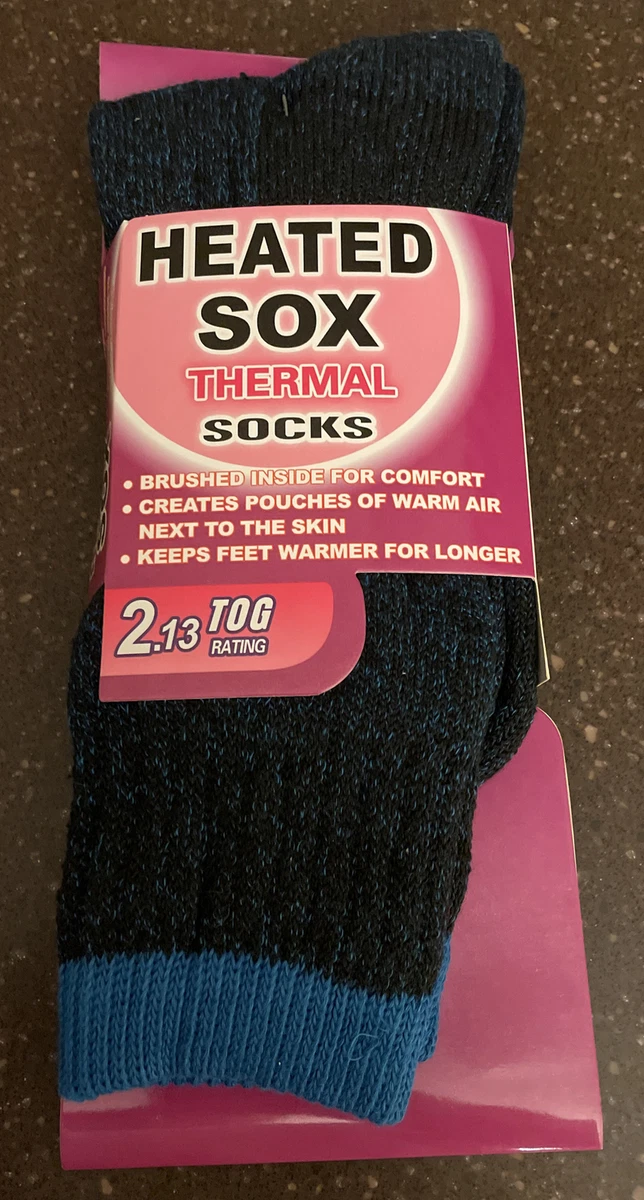 HEATED
SOX
THERMAL
SOCKS
• BRUSHED INSIDE FOR COMFORT
• CREATES POUCHES OF WARM AIR
NEXT TO THE SKIN
• KEEPS FEET WARMER FOR LONGER
2.13 TOG
RATING